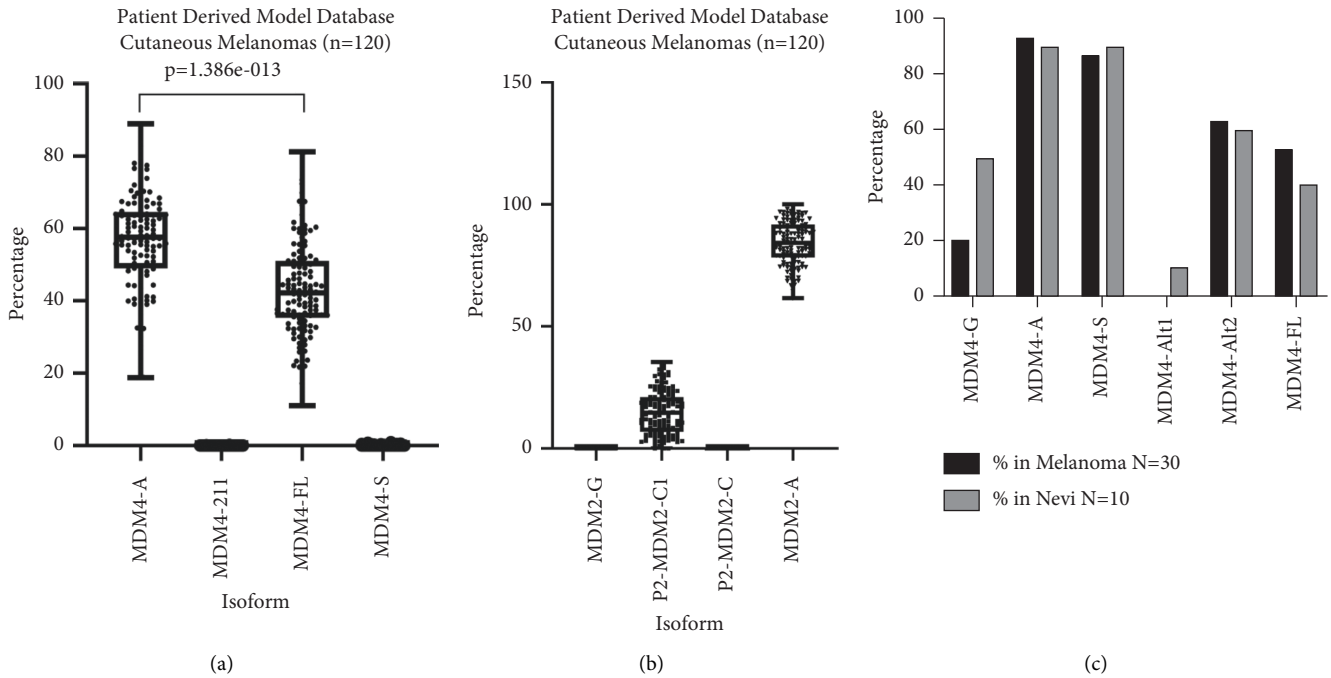 Patient Derived Model Database
Cutaneous Melanomas (n=120)
p=1.386e-013
100
80
60
40
20
0
Percentage
MDM4-A
MDM4-211
MDM4-FL
MDM4-S
Isoform
(a)
Patient Derived Model Database
Cutaneous Melanomas (n=120)
150
100
50
0
Percentage
MDM2-G
P2-MDM2-C1
P2-MDM2-C
MDM2-A
Isoform
(b)
100
80
60
40
20
0
Percentage
MDM4-G
MDM4-A
MDM4-S
MDM4-Alt1
MDM4-Alt2
MDM4-FL
% in Melanoma N=30
% in Nevi N=10
(c)